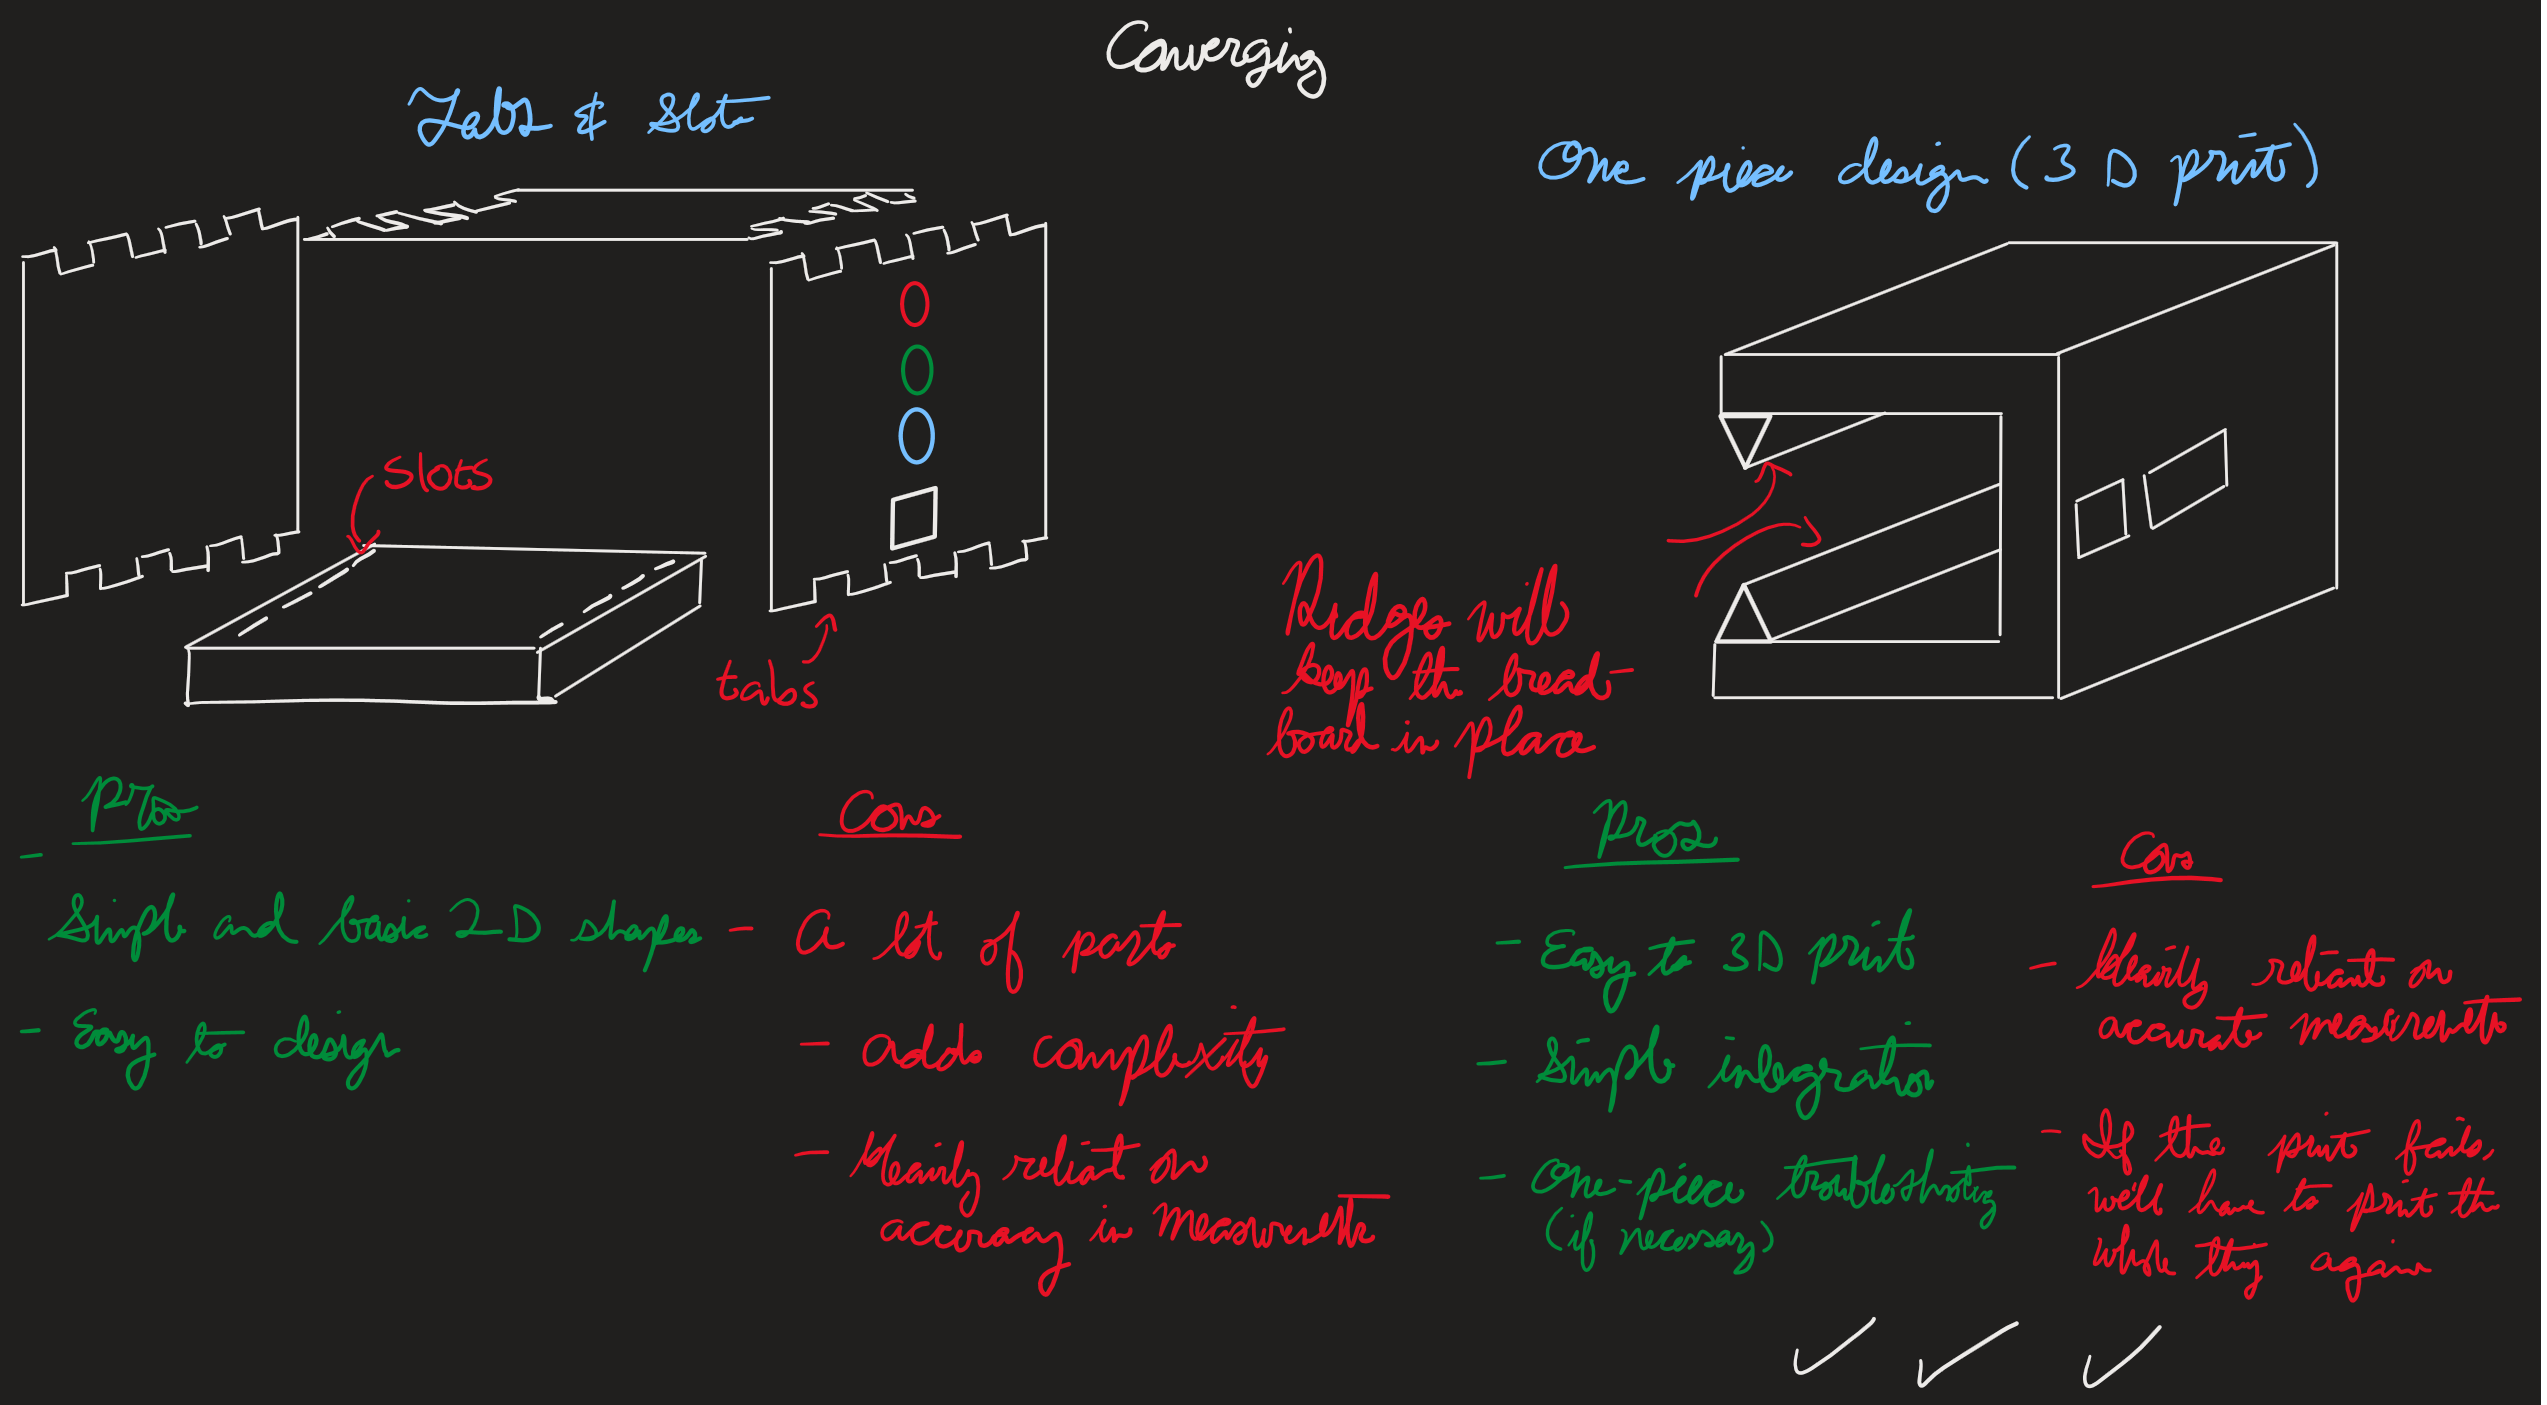 Converging
Tabs & Slot
One piece design (3D print)
slots
tabs
Ridges will
keep the bread-
board in place
Pros
-
Simple and basic 2-D shapes
- Easy to design
Cons
- A lot of parts
- adds complexity
- Heavily reliant on
accuracy in measurements
Pros
- Easy to 3D print
- Simple integration
- One-piece troubleshooting
(if necessary)
Cons
- Heavily reliant on
accurate measurements
- If the print fails,
we'll have to print the
whole thing again